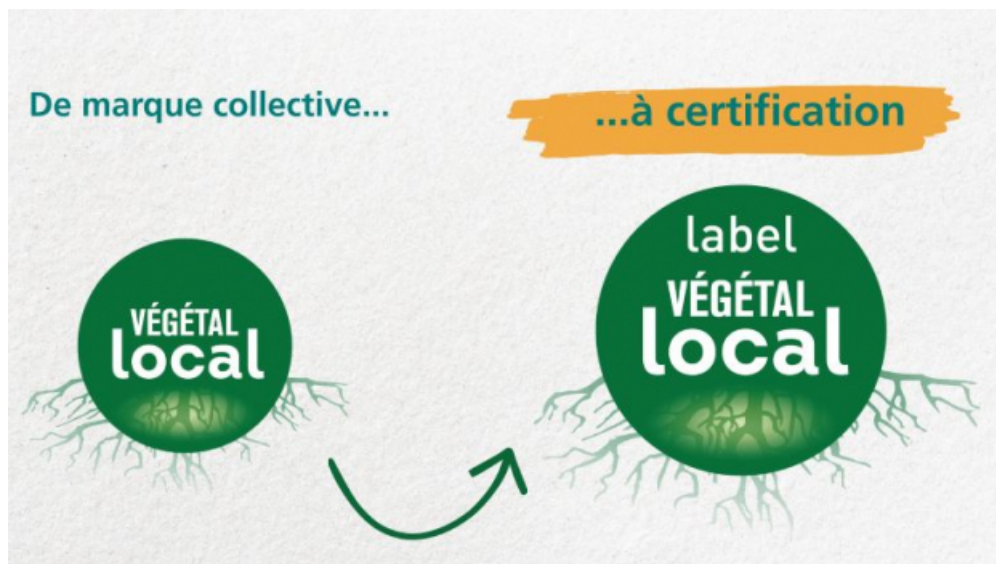 De marque collective...
...à certification
VÉGÉTAL
local
label
VÉGÉTAL
local